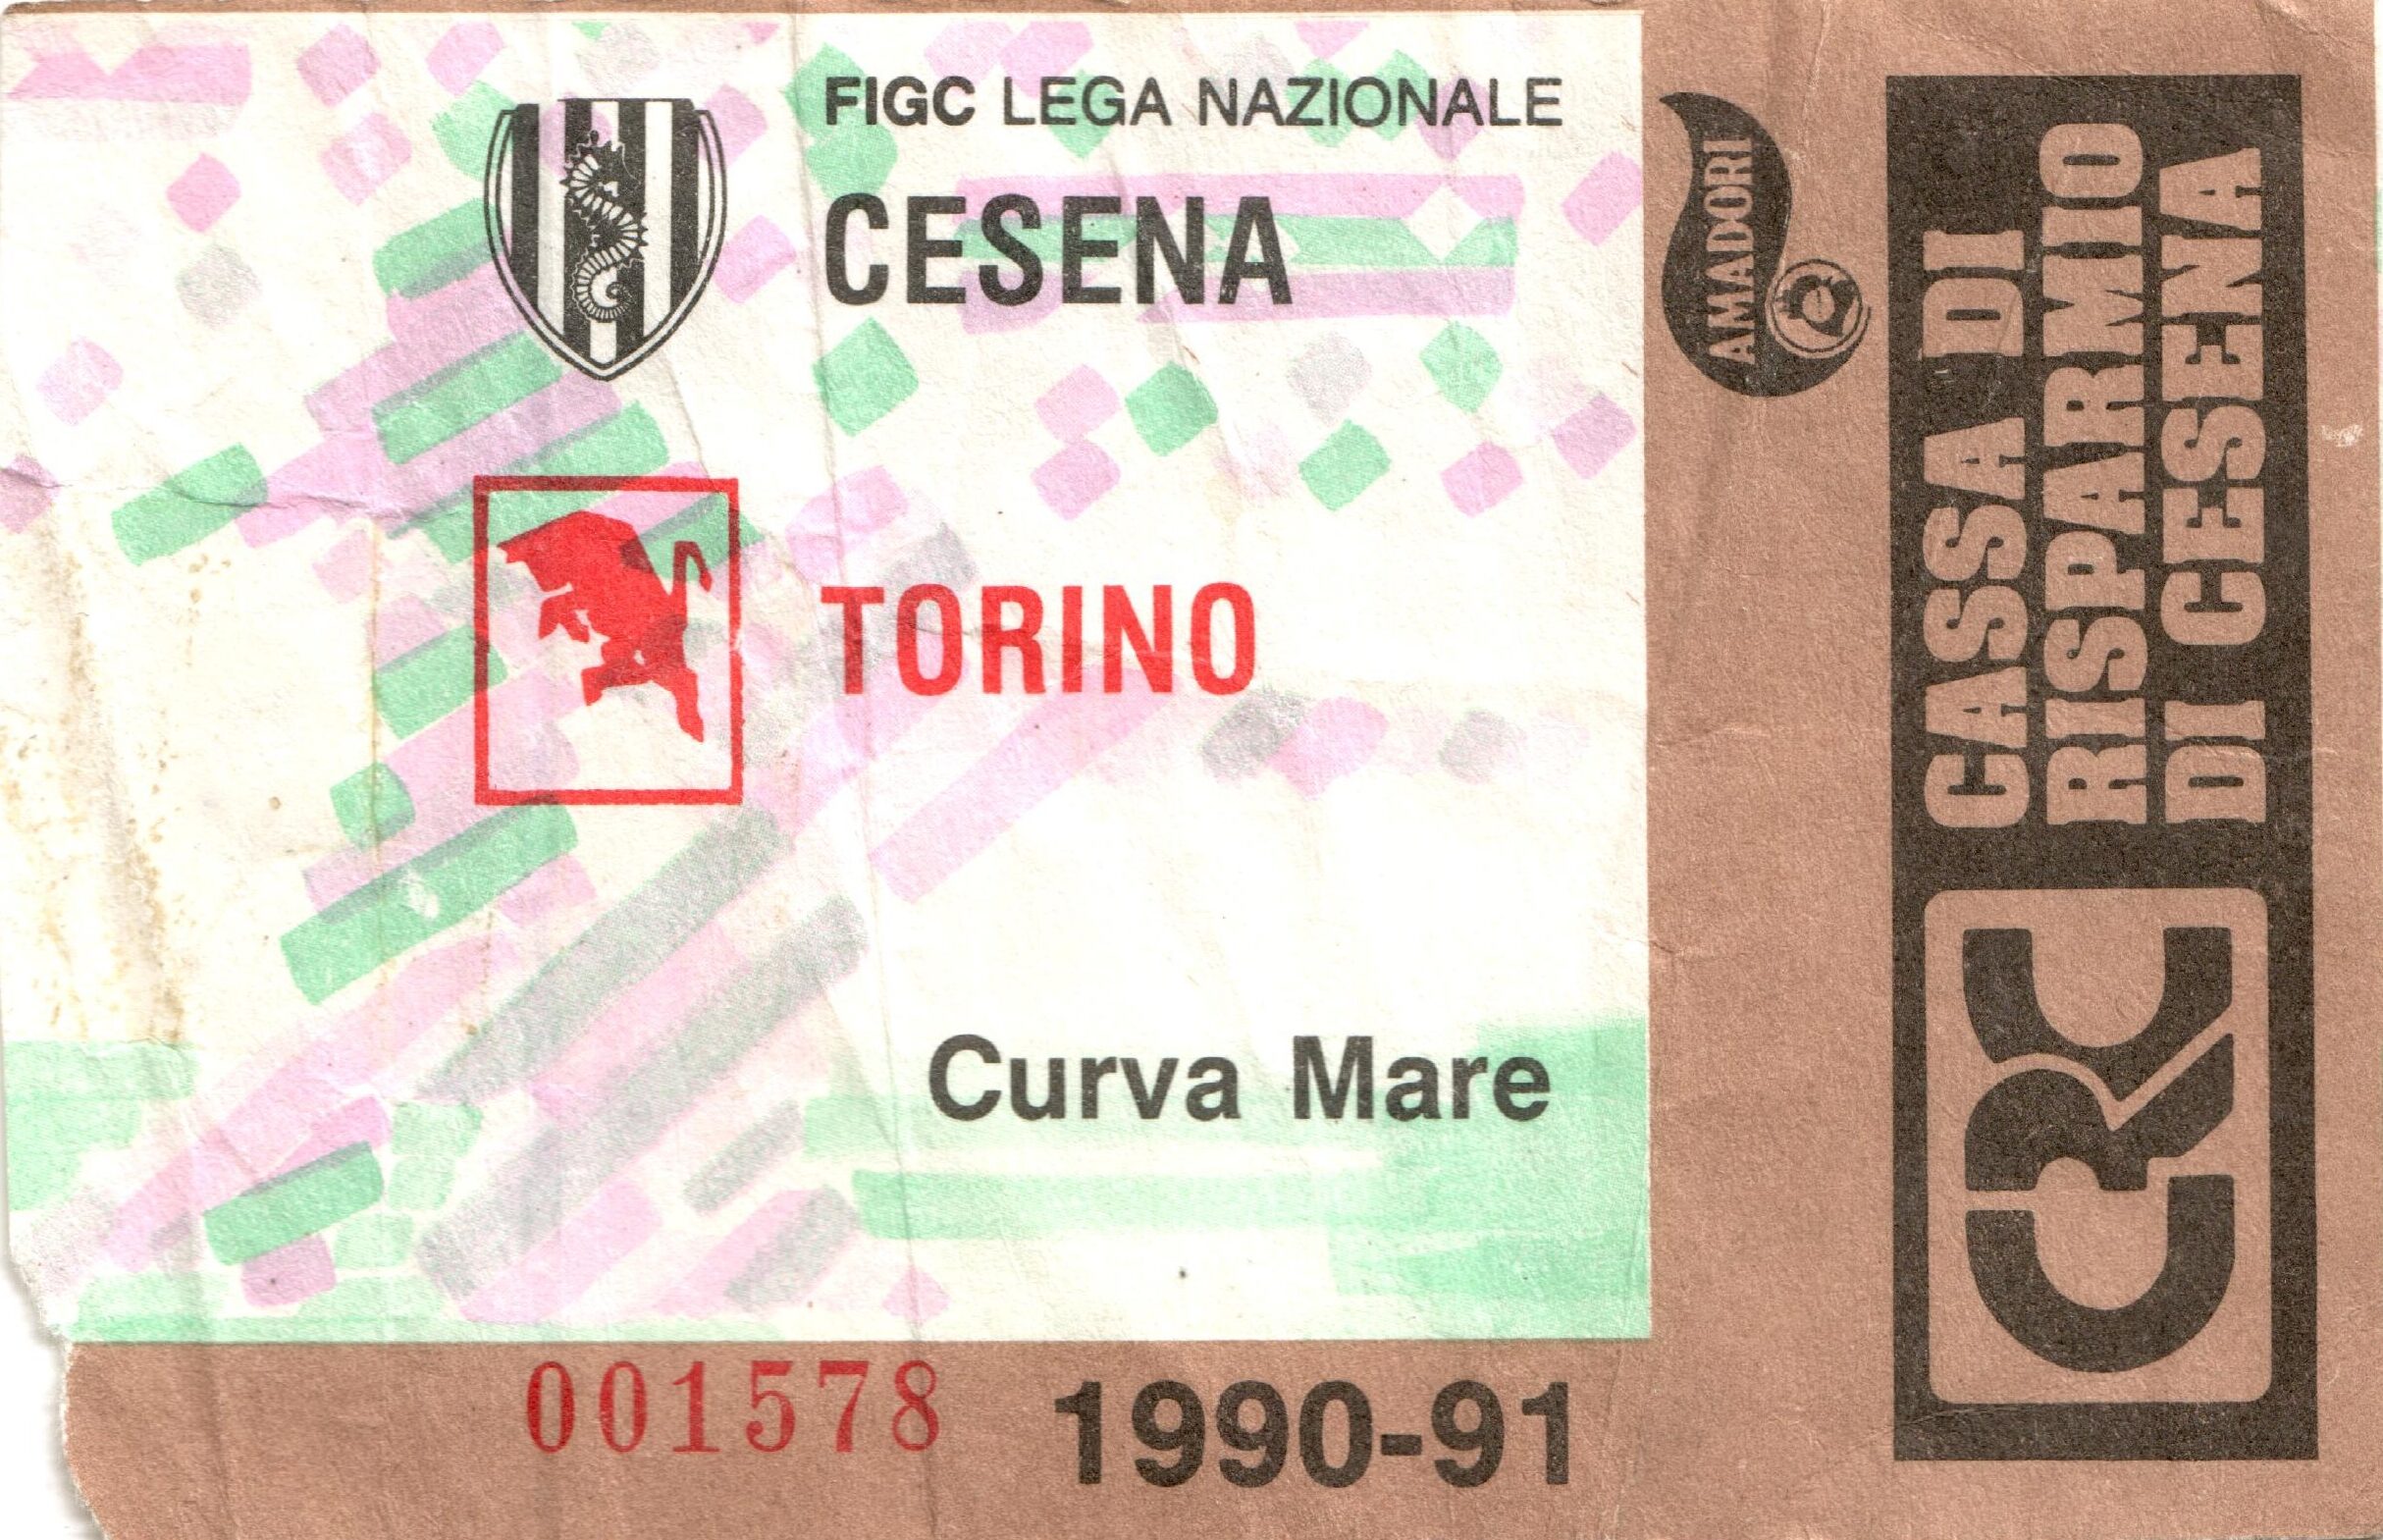 FIGC LEGA NAZIONALE
CESENA
TORINO
Curva Mare
001578
1990-91
AMADORI
CASSA DI
RISPARMIO
DI CESENA
CRC